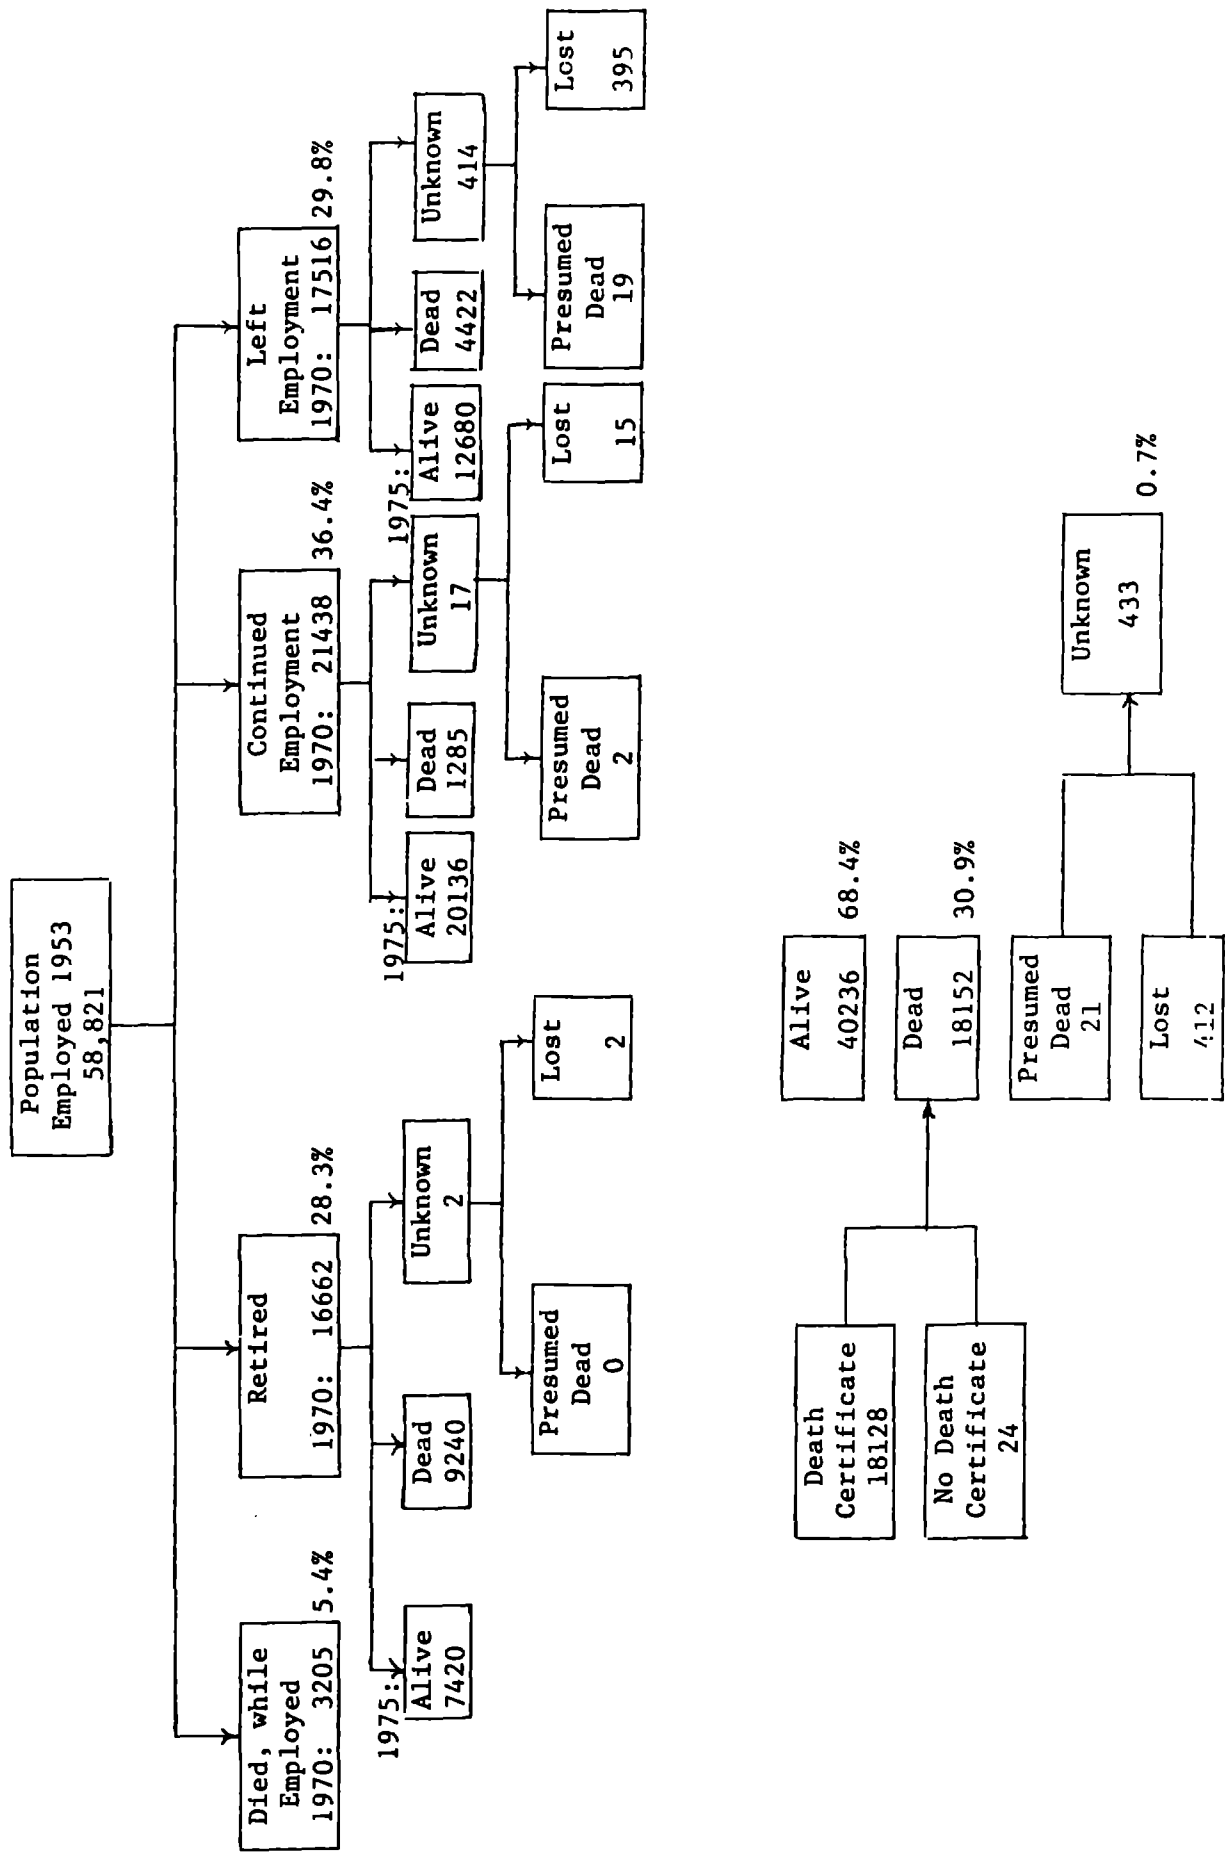 Population
Employed 1953
58,821
Died, while
Employed
1970: 3205
5.4%
Retired
1970: 16662
28.3%
Continued
Employment
1970: 21438
36.4%
Left
Employment
1970: 17516
29.8%
1975:
Alive
7420
Dead
9240
Unknown
2
1975:
Alive
20136
Dead
1285
Unknown
17
1975:
Alive
12680
Dead
4422
Unknown
414
Presumed
Dead
0
Lost
2
Presumed
Dead
2
Lost
15
Presumed
Dead
19
Lost
395
Death
Certificate
18128
No Death
Certificate
24
Alive
40236
68.4%
Dead
18152
30.9%
Presumed
Dead
21
Lost
412
Unknown
433
0.7%